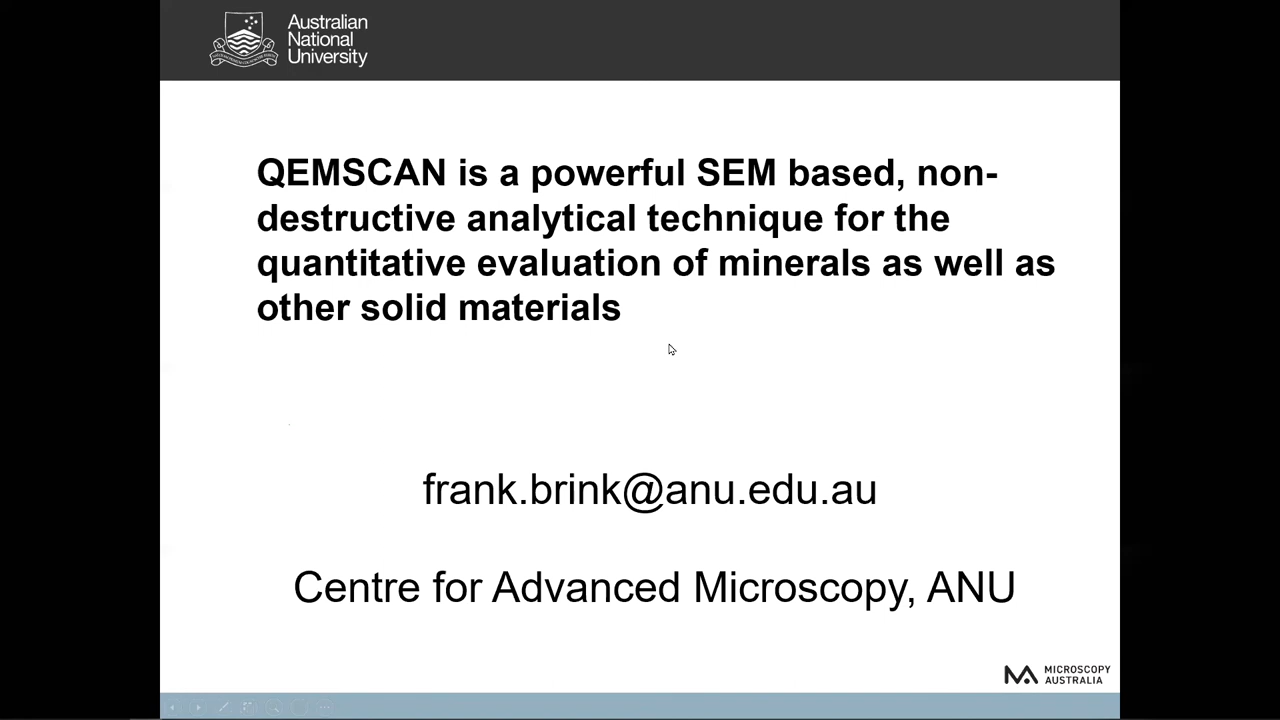 Australian
National
University
QEMSCAN is a powerful SEM based, non-
destructive analytical technique for the
quantitative evaluation of minerals as well as
other solid materials
frank.brink@anu.edu.au
Centre for Advanced Microscopy, ANU
MICROSCOPY
AUSTRALIA